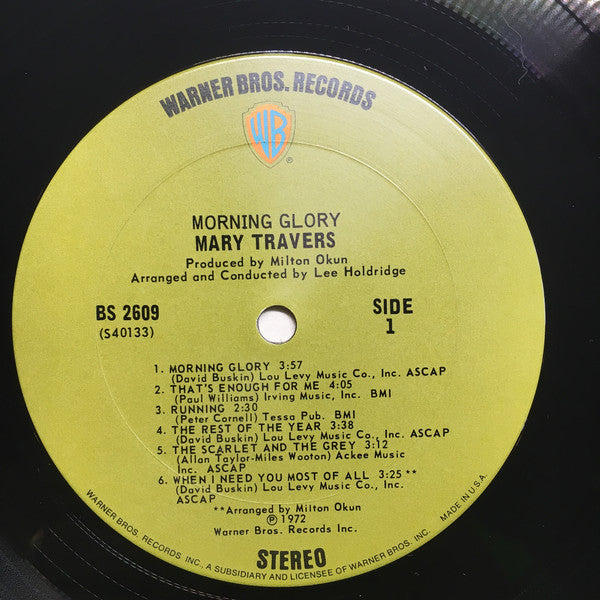 WARNER BROS. RECORDS
WB
®
MORNING GLORY
MARY TRAVERS
Produced by Milton Okun
Arranged and Conducted by Lee Holdridge
BS 2609
(S40133)
SIDE
1
1. MORNING GLORY 3:57
(David Buskin) Lou Levy Music Co., Inc. ASCAP
2. THAT'S ENOUGH FOR ME 4:05
(Paul Williams) Irving Music, Inc. BMI
3. RUNNING 2:30
(Peter Cornell) Tessa Pub. BMI
4. THE REST OF THE YEAR 3:38
(David Buskin) Lou Levy Music Co., Inc. ASCAP
5. THE SCARLET AND THE GREY 3:12
(Allan Taylor-Miles Wooton) Ackee Music
Inc. ASCAP
6. WHEN I NEED YOU MOST OF ALL 3:25 **
(David Buskin) Lou Levy Music Co., Inc.
ASCAP
**Arranged by Milton Okun
℗ 1972
Warner Bros. Records Inc.
STEREO
WARNER BROS. RECORDS INC., A SUBSIDIARY AND LICENSEE OF WARNER BROS. INC. MADE IN U.S.A.